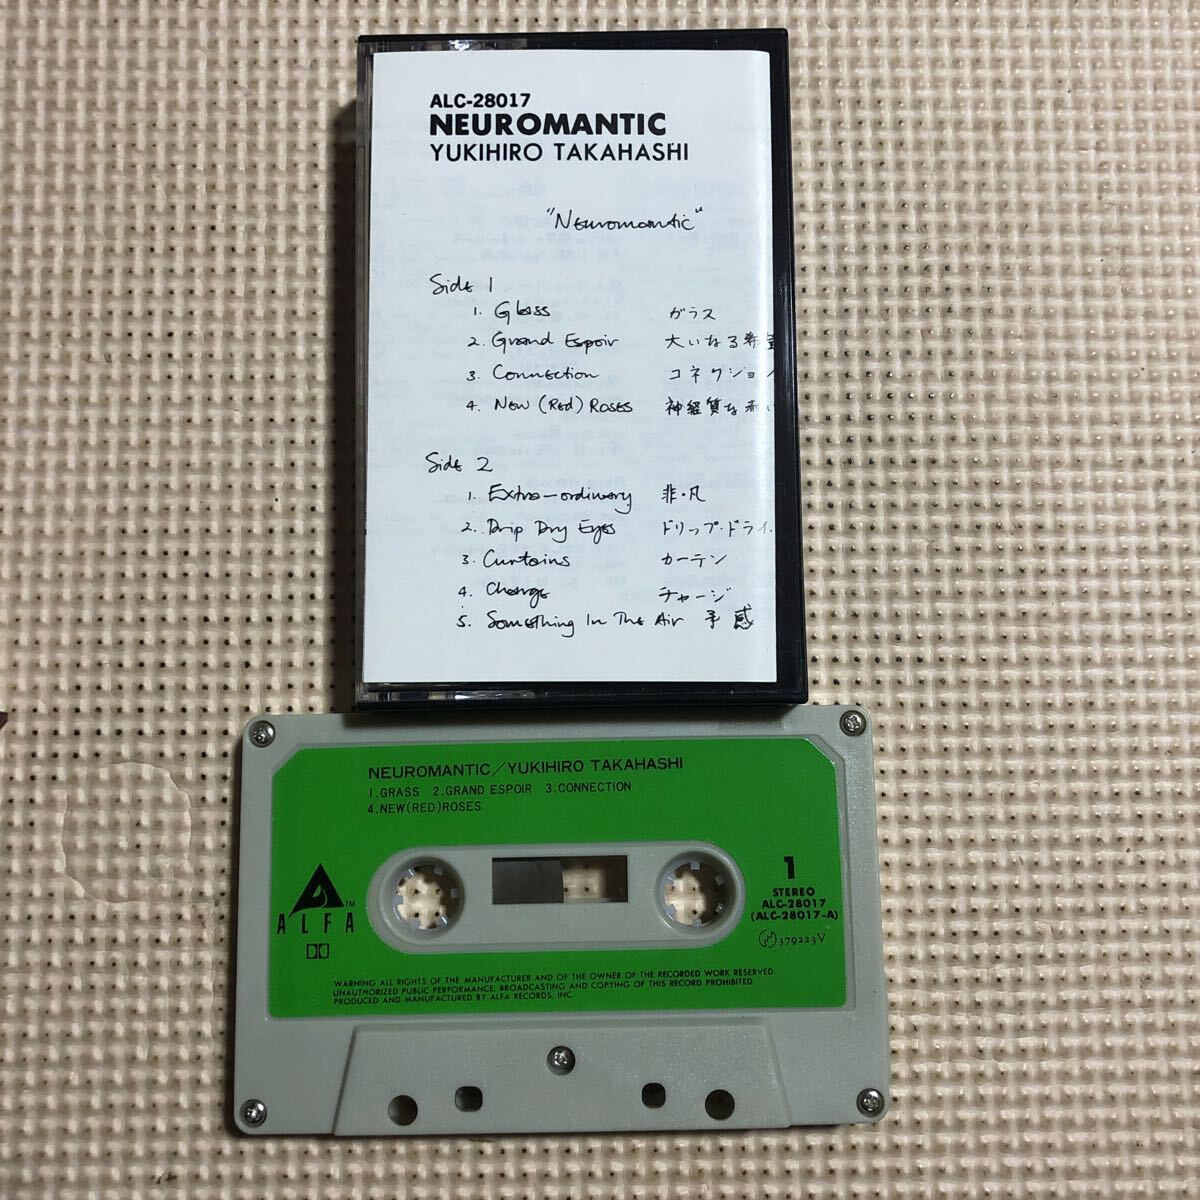 ALC-28017
NEUROMANTIC
YUKIHIRO TAKAHASHI
"Neuromantic"
Side 1
1. Glass ガラス
2. Grand Espoir 大いなる希望
3. Connection コネクション
4. New (Red) Roses 神経質な赤い
Side 2
1. Extra-ordinary 非・凡
2. Drip Dry Eyes ドリップ・ドライ・
3. Curtains カーテン
4. Charge チャージ
5. Something In The Air 予感
NEUROMANTIC/YUKIHIRO TAKAHASHI
1.GRASS 2.GRAND ESPOIR 3.CONNECTION
4.NEW(RED)ROSES
1
STEREO
ALC-28017
(ALC-28017-A)
379223V
ALFA TM
WARNING ALL RIGHTS OF THE MANUFACTURER AND OF THE OWNER OF THE RECORDED WORK RESERVED.
UNAUTHORIZED PUBLIC PERFORMANCE, BROADCASTING AND COPYING OF THIS RECORD PROHIBITED.
PRODUCED AND MANUFACTURED BY ALFA RECORDS, INC.